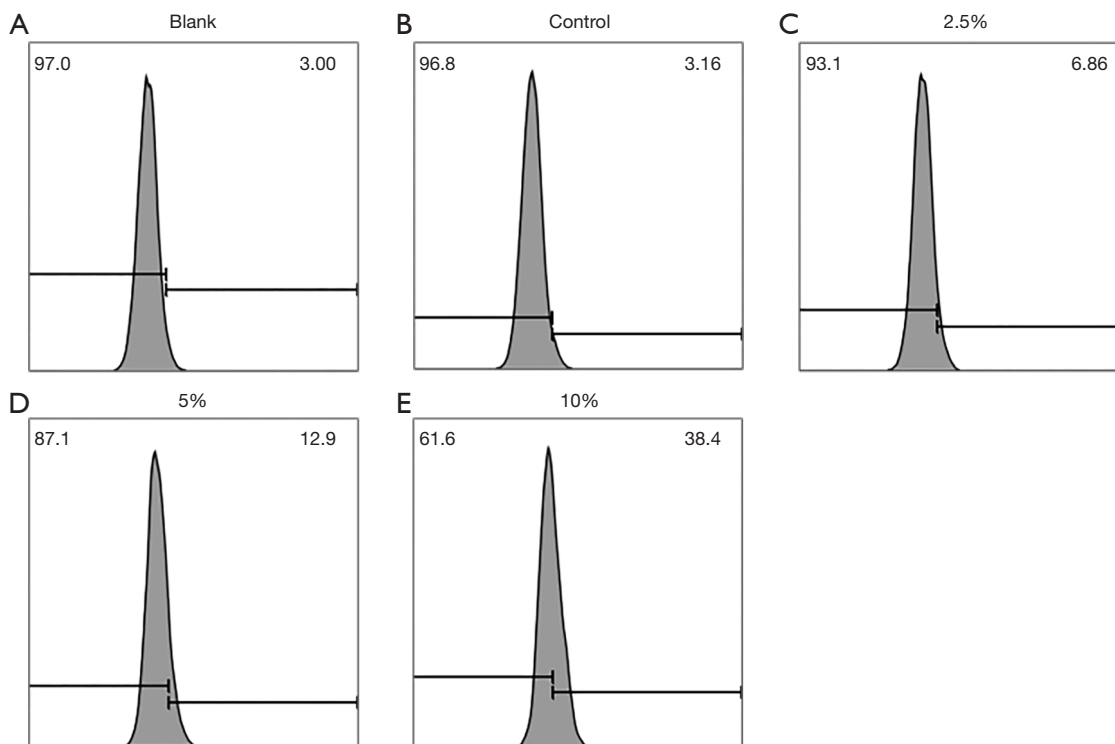 A Blank
97.0 3.00
B Control
96.8 3.16
C 2.5%
93.1 6.86
D 5%
87.1 12.9
E 10%
61.6 38.4